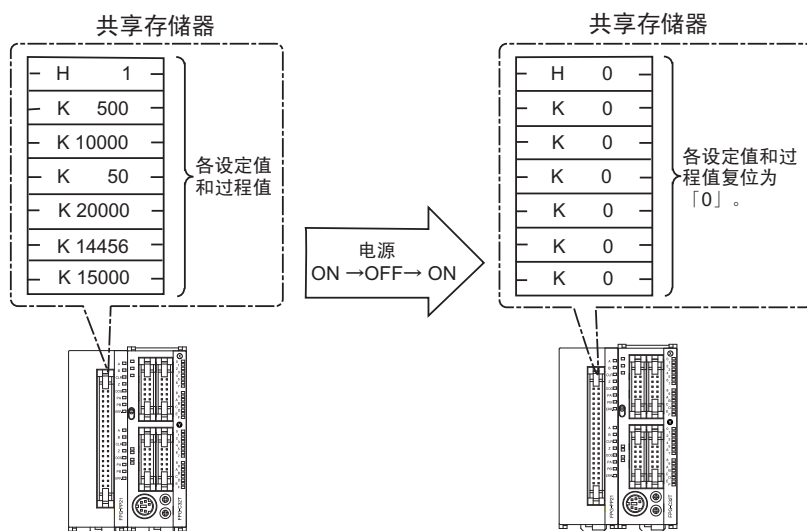 共享存储器
H 1
K 500
K 10000
K 50
K 20000
K 14456
K 15000
各设定值
和过程值
电源
ON →OFF→ ON
共享存储器
H 0
K 0
K 0
K 0
K 0
K 0
K 0
各设定值和过
程值复位为
「0」。